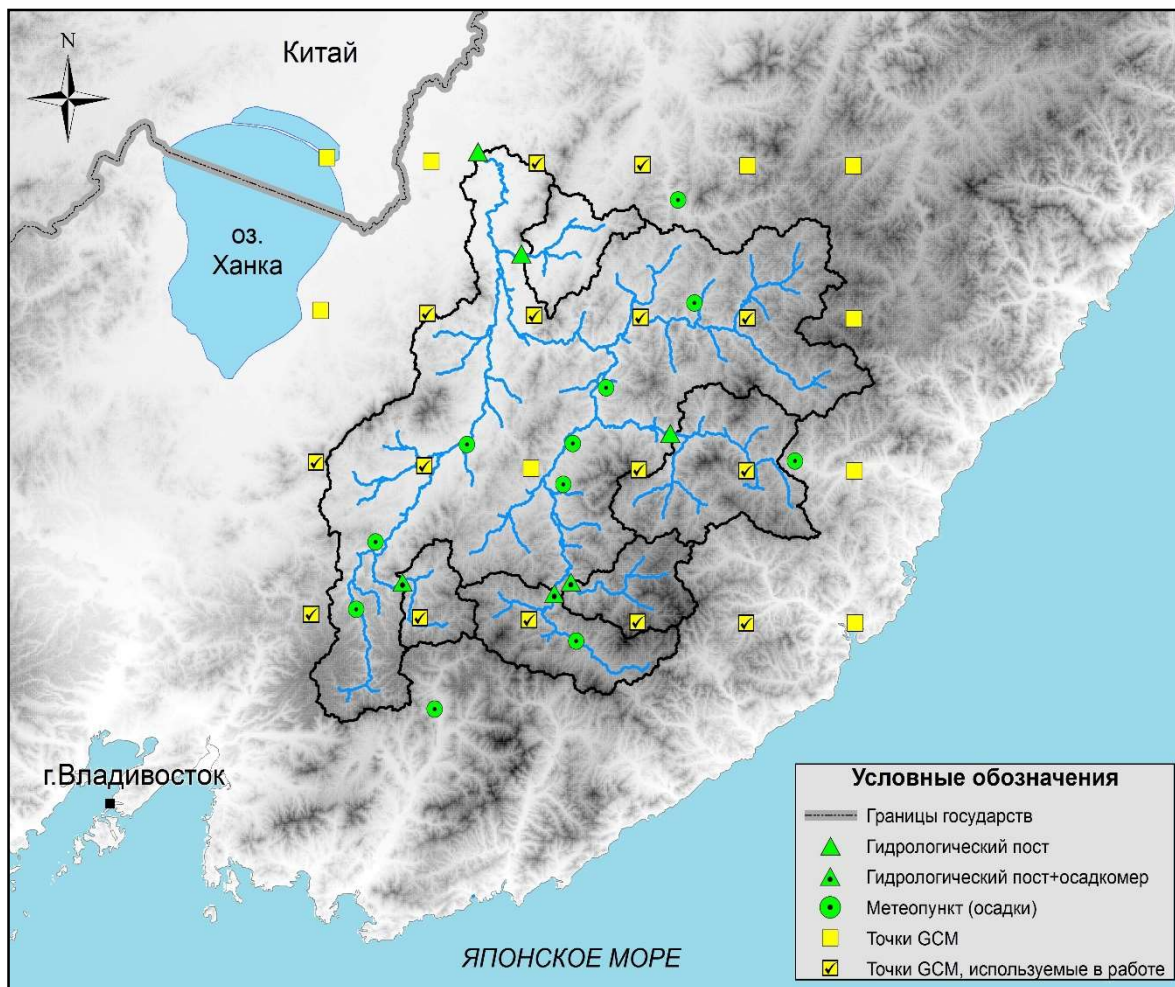 N
Китай
оз.
Ханка
г.Владивосток
ЯПОНСКОЕ МОРЕ
Условные обозначения
Границы государств
Гидрологический пост
Гидрологический пост+осадкомер
Метеопункт (осадки)
Точки GCM
Точки GCM, используемые в работе